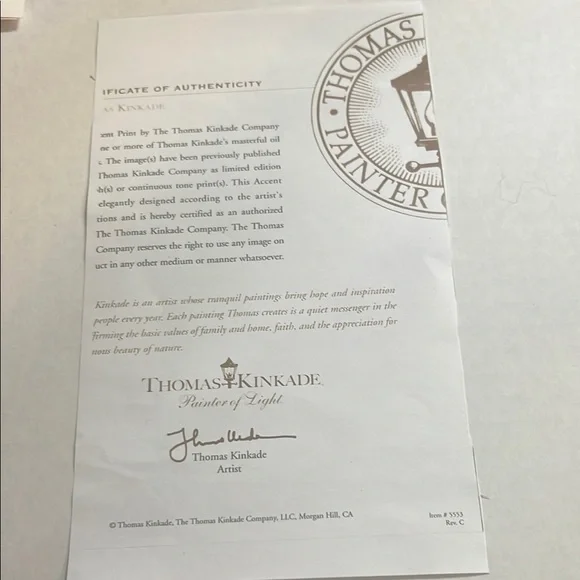 IFICATE OF AUTHENTICITY
AS KINKADE
Print by The Thomas Kinkade Company
ne or more of Thomas Kinkade's masterful oil
. The image(s) have been previously published
Thomas Kinkade Company as limited edition
h(s) or continuous tone print(s). This Accent
elegantly designed according to the artist's
tions and is hereby certified as an authorized
The Thomas Kinkade Company. The Thomas
Company reserves the right to use any image on
uct in any other medium or manner whatsoever.
THOMAS
PAINTER O
Kinkade is an artist whose tranquil paintings bring hope and inspiration
people every year. Each painting Thomas creates is a quiet messenger in the
firming the basic values of family and home, faith, and the appreciation for
nous beauty of nature.
THOMAS KINKADE
Painter of Light
Thomas Kinkade
Artist
© Thomas Kinkade, The Thomas Kinkade Company, LLC, Morgan Hill, CA
Item # 5553
Rev. C